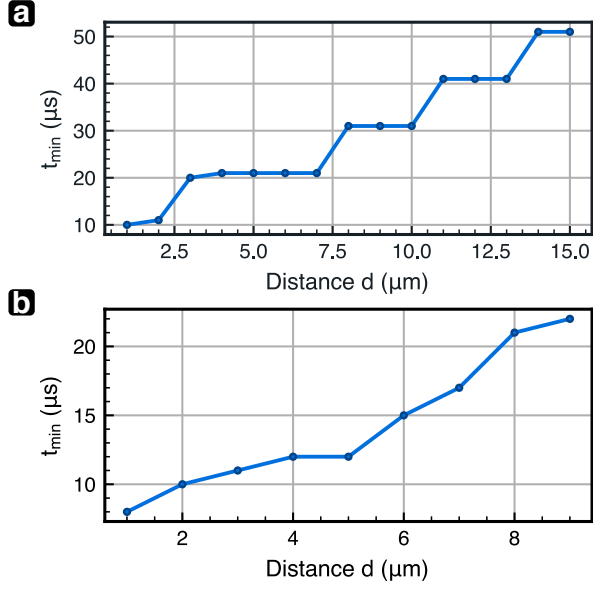 a
50
40
30
20
10
t_min (μs)
2.5 5.0 7.5 10.0 12.5 15.0
Distance d (μm)
b
20
15
10
t_min (μs)
2 4 6 8
Distance d (μm)